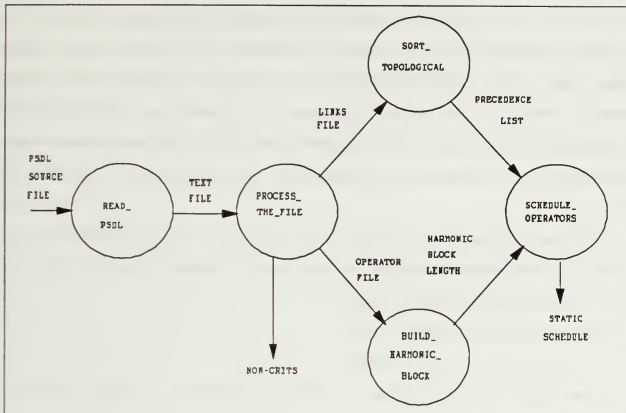 SORT_
TOPOLOGICAL
LINKS
FILE
PRECEDENCE
LIST
PSDL
SOURCE
FILE
READ_
PSDL
TEXT
FILE
PROCESS_
THE_FILE
SCHEDULE_
OPERATORS
OPERATOR
FILE
HARMONIC
BLOCK
LENGTH
STATIC
SCHEDULE
BUILD_
HARMONIC_
BLOCK
NON-CRITS